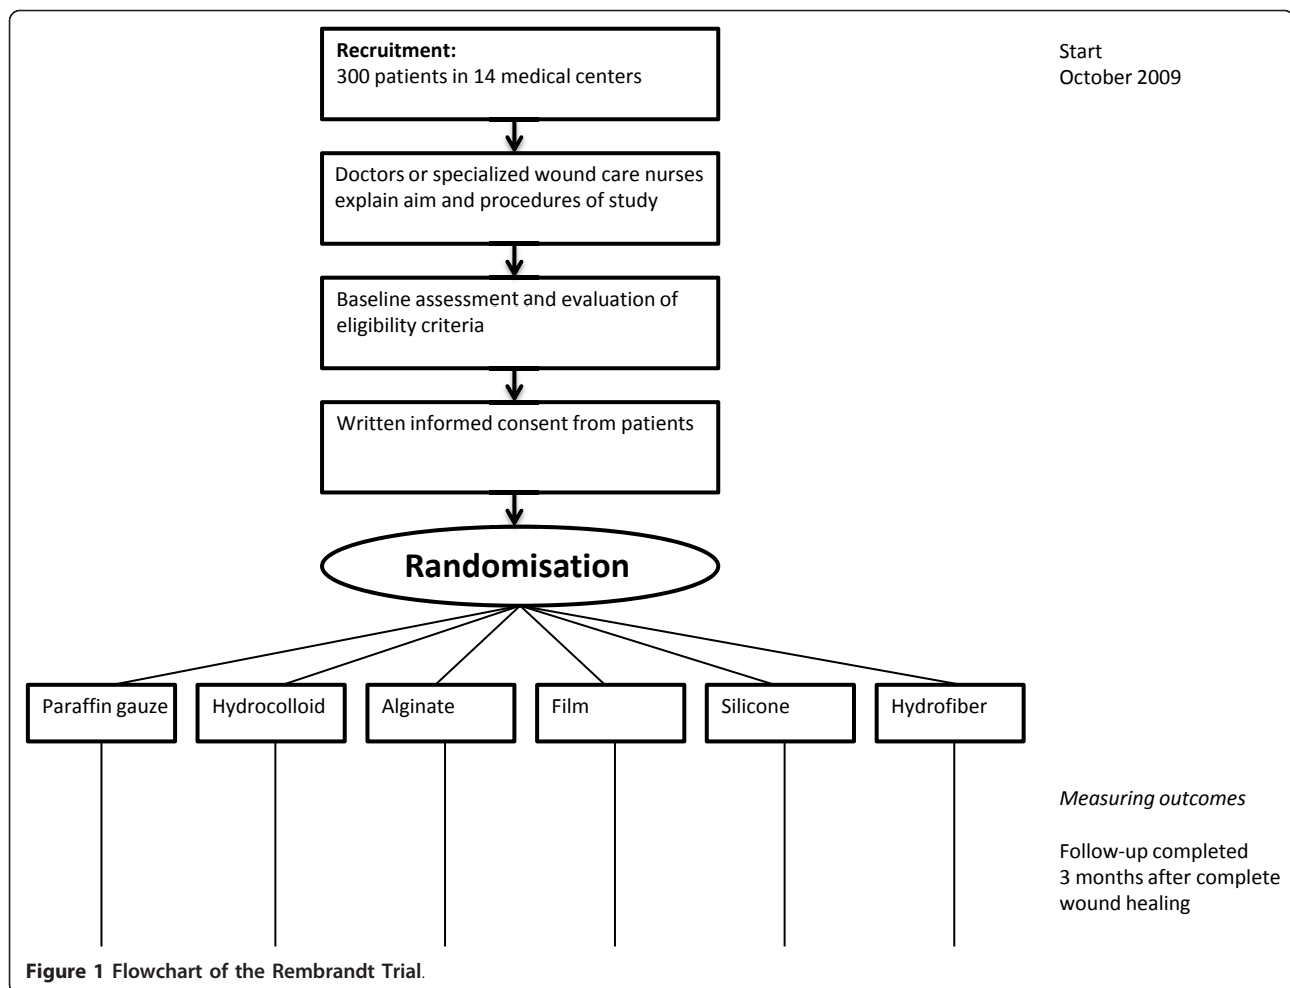 Recruitment:
300 patients in 14 medical centers
Start
October 2009
Doctors or specialized wound care nurses
explain aim and procedures of study
Baseline assessment and evaluation of
eligibility criteria
Written informed consent from patients
Randomisation
Paraffin gauze
Hydrocolloid
Alginate
Film
Silicone
Hydrofiber
Measuring outcomes
Follow-up completed
3 months after complete
wound healing
Figure 1 Flowchart of the Rembrandt Trial.